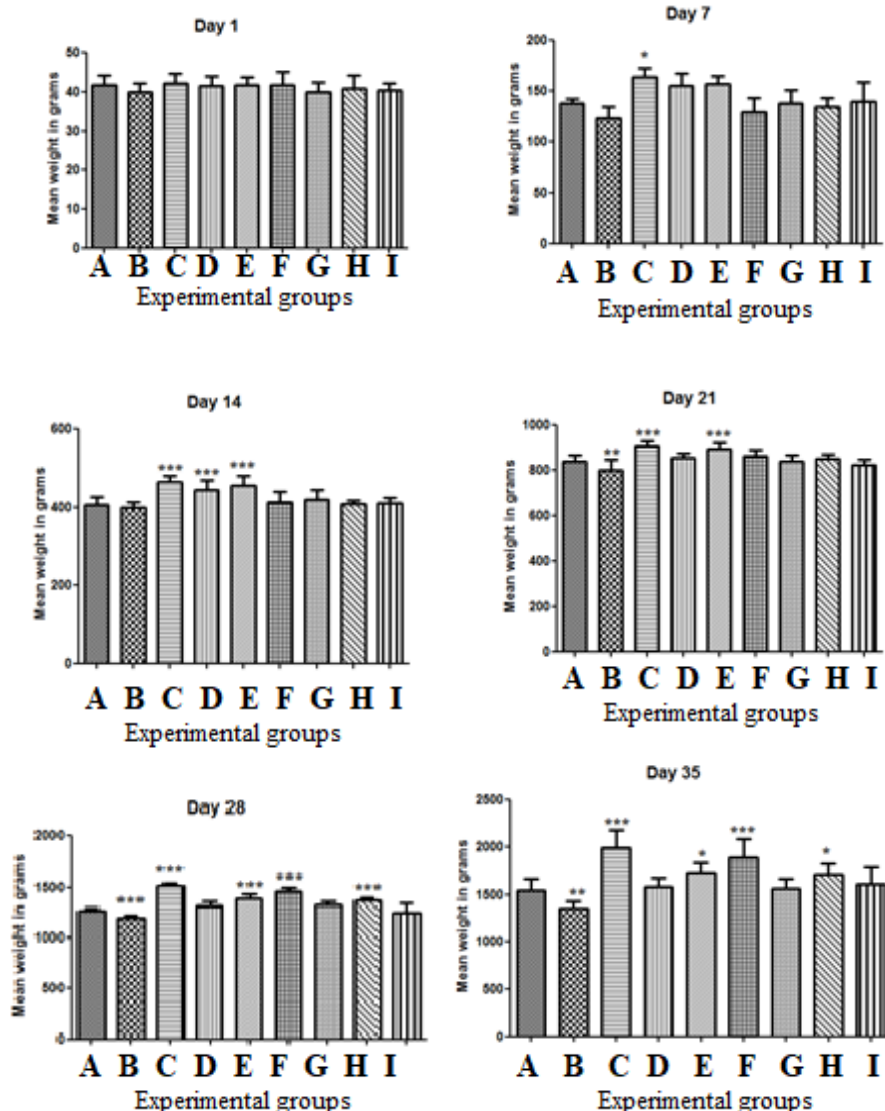 Day 1
Mean weight in grams
50
40
30
20
10
0
A B C D E F G H I
Experimental groups
Day 7
Mean weight in grams
200
150
100
50
0
*
A B C D E F G H I
Experimental groups
Day 14
Mean weight in grams
600
400
200
0
*** *** ***
A B C D E F G H I
Experimental groups
Day 21
Mean weight in grams
1000
800
600
400
200
0
** *** ***
A B C D E F G H I
Experimental groups
Day 28
Mean weight in grams
2000
1500
1000
500
0
*** *** *** *** ***
A B C D E F G H I
Experimental groups
Day 35
Mean weight in grams
2500
2000
1500
1000
500
0
** *** * *** *
A B C D E F G H I
Experimental groups